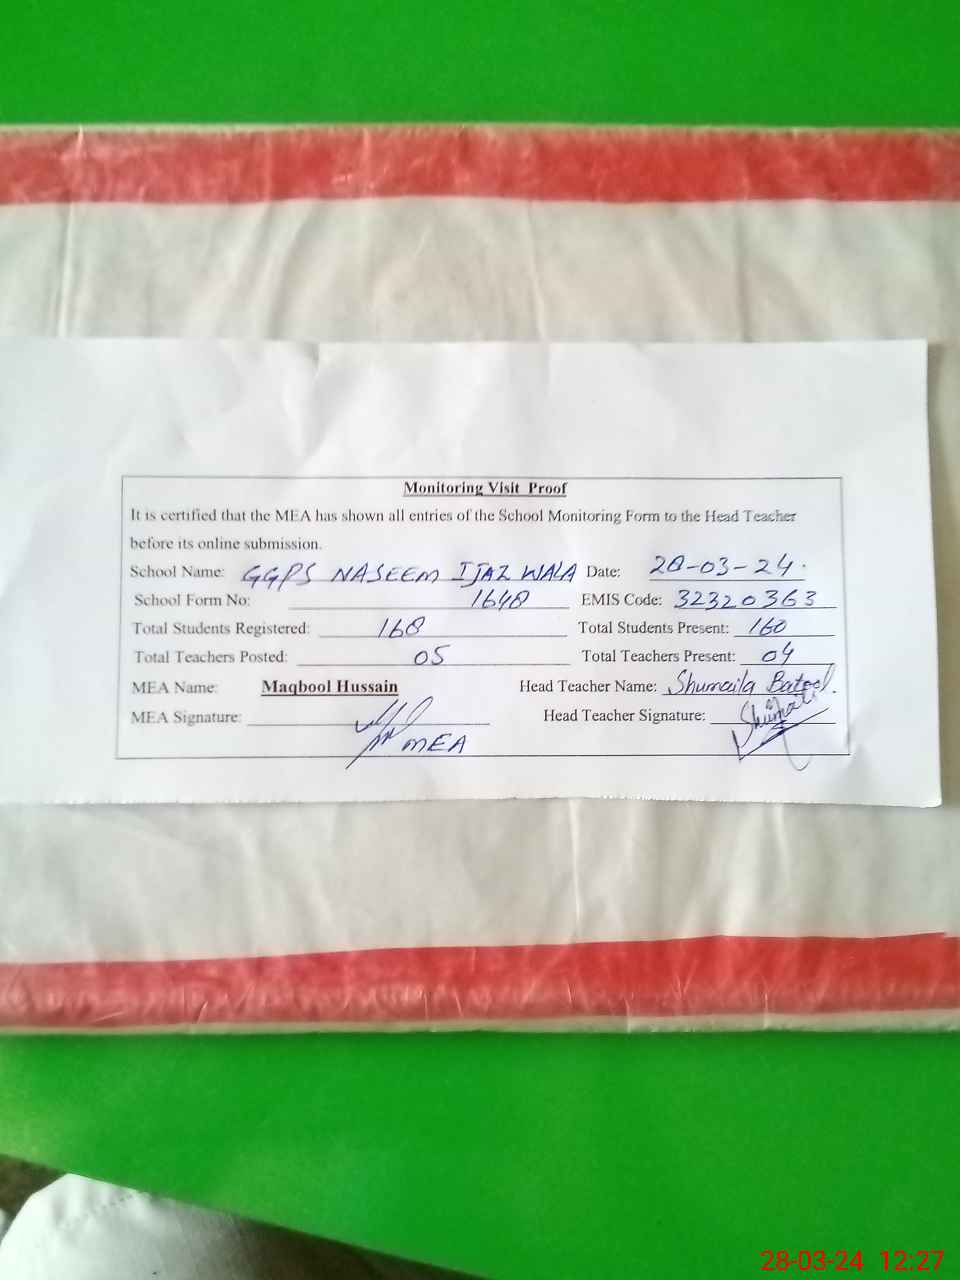 Monitoring Visit Proof
It is certified that the MEA has shown all entries of the School Monitoring Form to the Head Teacher
before its online submission.
School Name: GGPS NASEEM IJAZ WALA Date: 28-03-24.
School Form No: 1648 EMIS Code: 32320363
Total Students Registered: 168 Total Students Present: 160
Total Teachers Posted: 05 Total Teachers Present: 04
MEA Name: Maqbool Hussain Head Teacher Name: Shumaila Batool.
MEA Signature: Head Teacher Signature: Shumaila
MEA
28-03-24 12:27